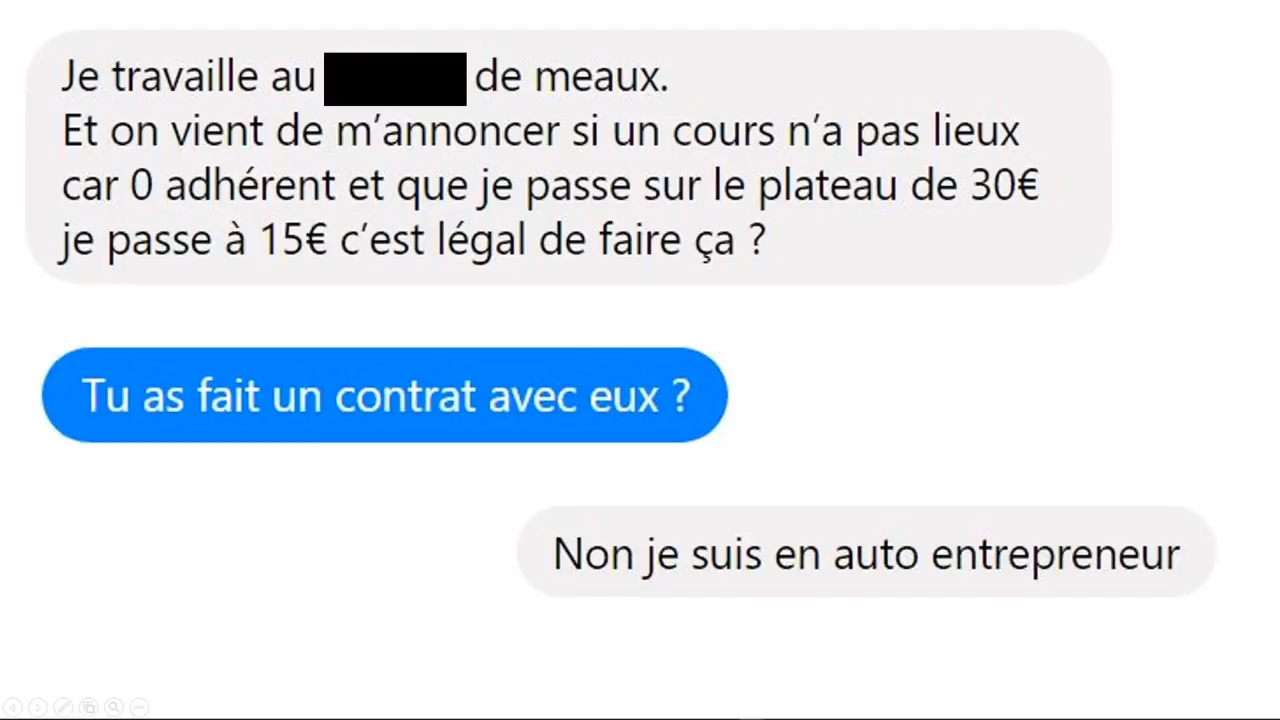 Je travaille au de meaux.
Et on vient de m’annoncer si un cours n’a pas lieux
car 0 adhérent et que je passe sur le plateau de 30€
je passe à 15€ c’est légal de faire ça ?
Tu as fait un contrat avec eux ?
Non je suis en auto entrepreneur